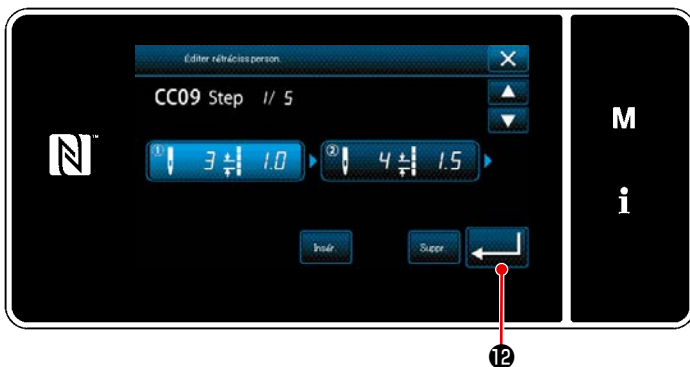 Éditer rétréciss person.
CC09 Step 1/ 5
① 3 1.0 ② 4 1.5
M
i
Insér. Suppr.
⓬